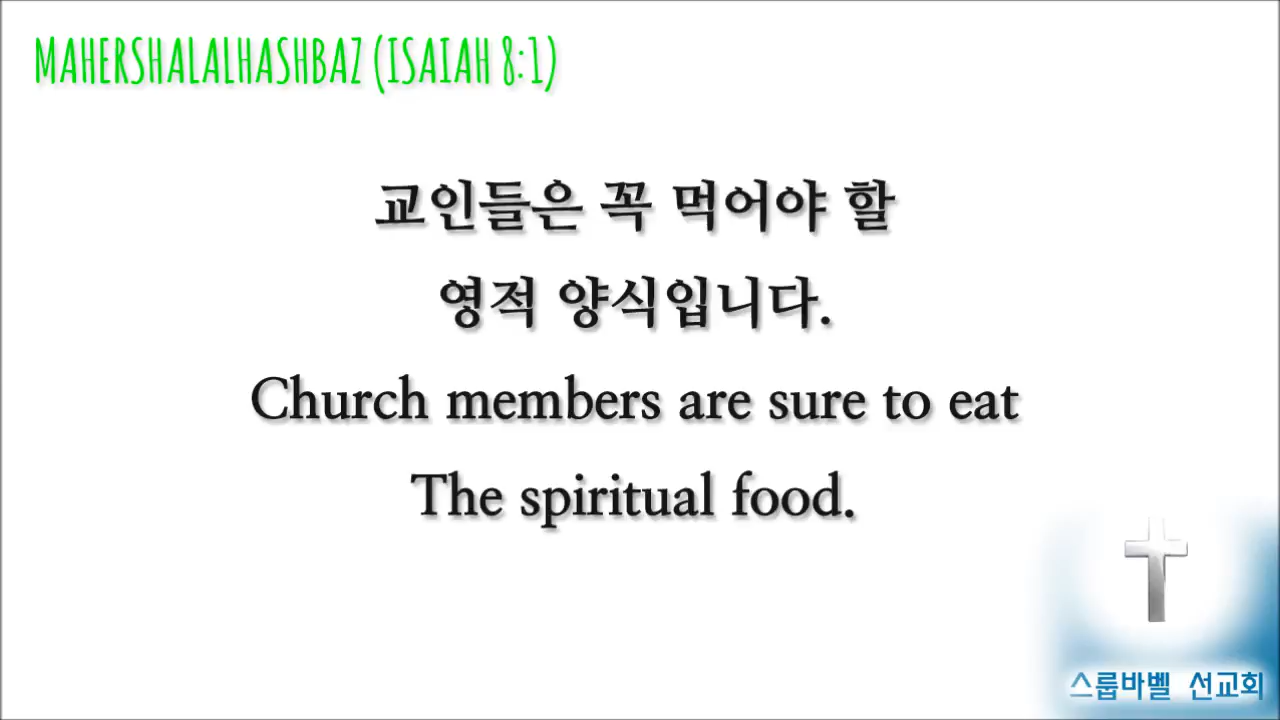 MAHERSHALALHASHBAZ (ISAIAH 8:1)
교인들은 꼭 먹어야 할
영적 양식입니다.
Church members are sure to eat
The spiritual food.
스룹바벨 선교회